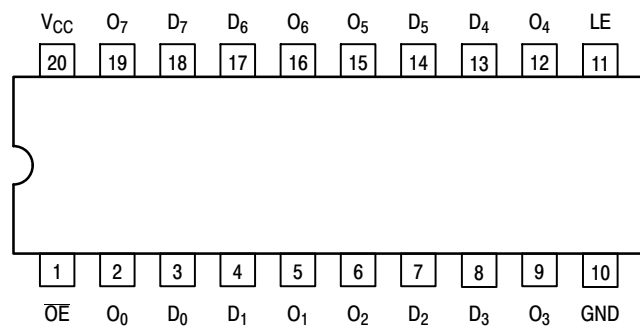 V_CC O₇ D₇ D₆ O₆ O₅ D₅ D₄ O₄ LE
20 19 18 17 16 15 14 13 12 11
1 2 3 4 5 6 7 8 9 10
O̅E̅ O₀ D₀ D₁ O₁ O₂ D₂ D₃ O₃ GND